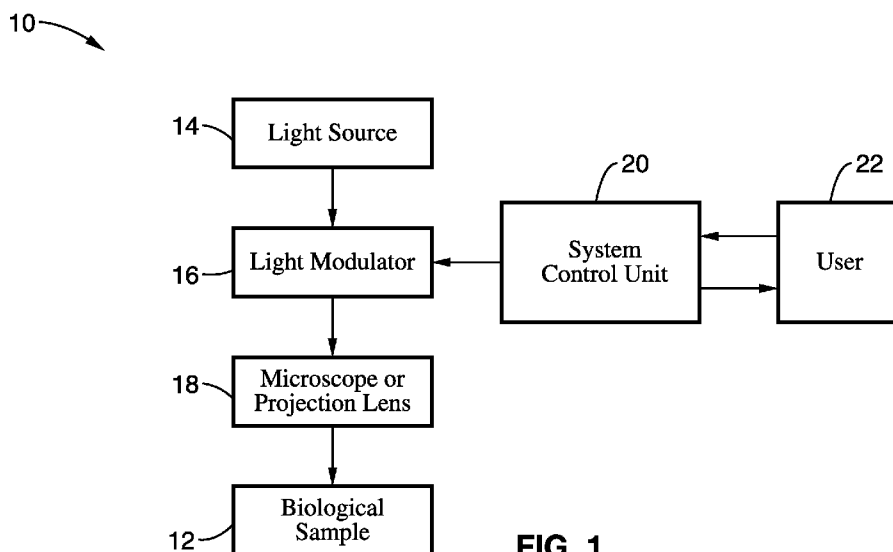 10
14
Light Source
20
22
16
Light Modulator
System
Control Unit
User
18
Microscope or
Projection Lens
12
Biological
Sample
FIG. 1